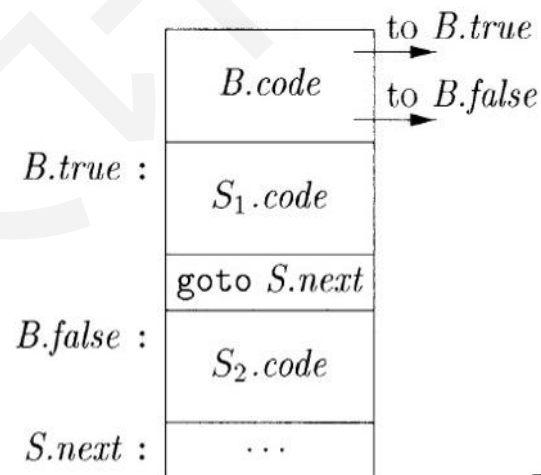 to B.true
B.code
to B.false
B.true :
S₁.code
goto S.next
B.false :
S₂.code
S.next : ...